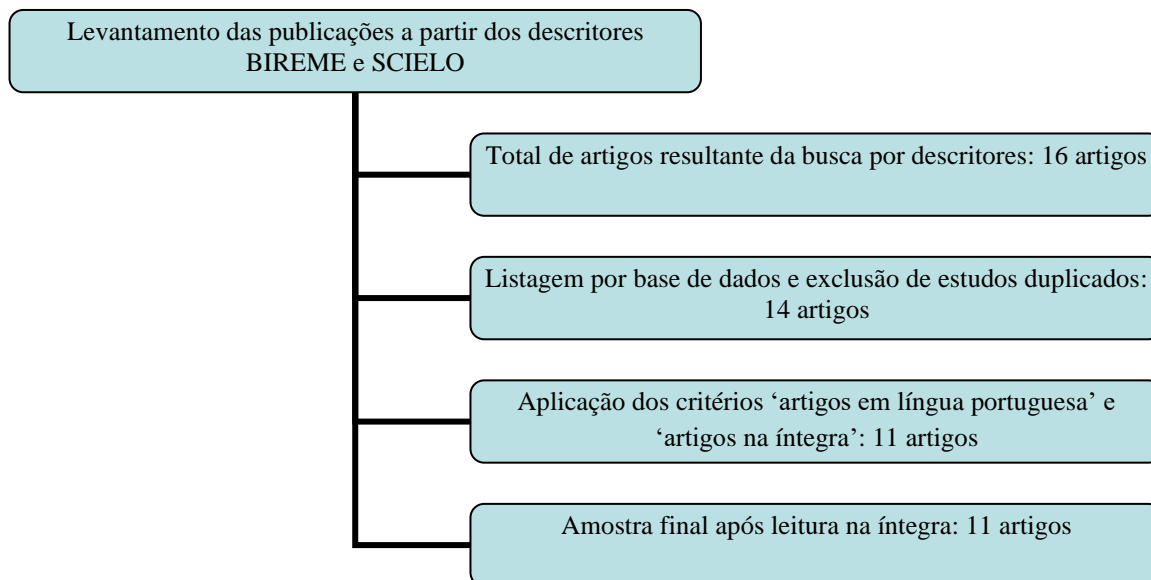 Levantamento das publicações a partir dos descritores
BIREME e SCIELO
Total de artigos resultante da busca por descritores: 16 artigos
Listagem por base de dados e exclusão de estudos duplicados:
14 artigos
Aplicação dos critérios ‘artigos em língua portuguesa’ e
‘artigos na íntegra’: 11 artigos
Amostra final após leitura na íntegra: 11 artigos